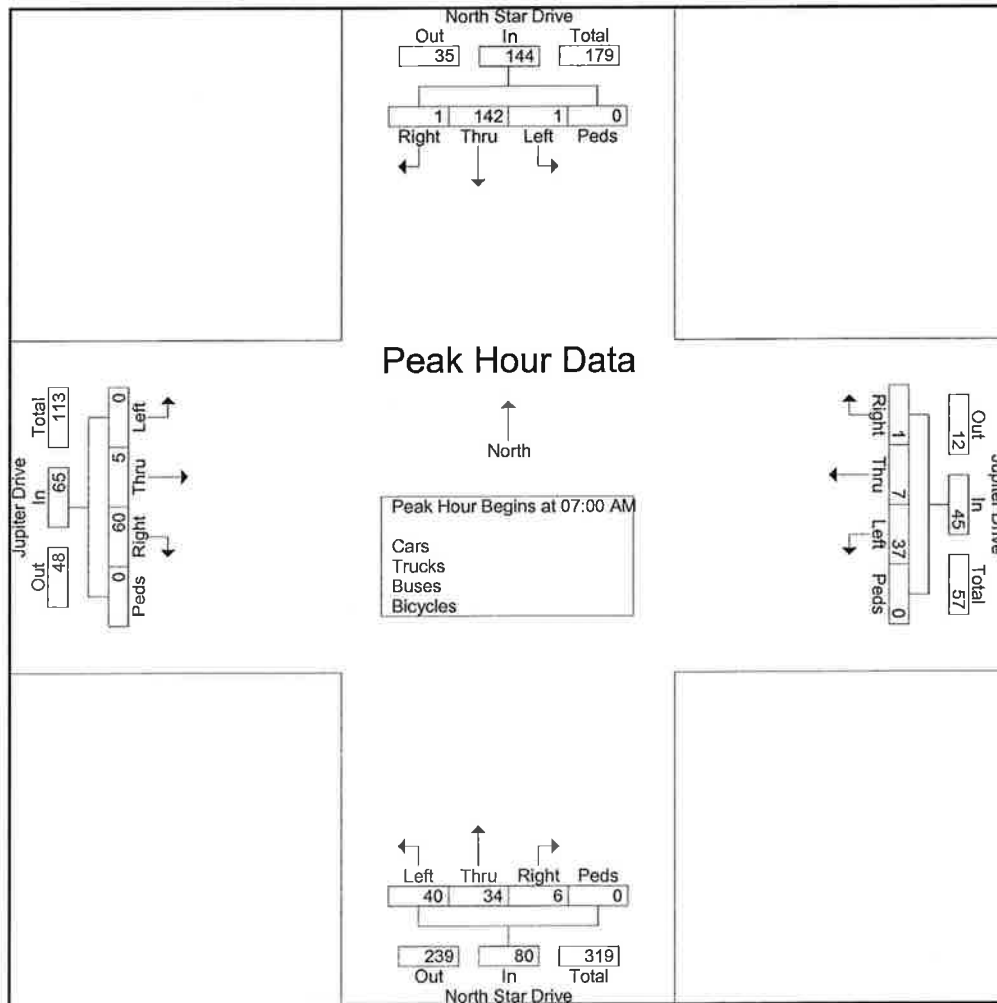 North Star Drive
Out In Total
35 144 179
1 142 1 0
Right Thru Left Peds
Peak Hour Data
North
Peak Hour Begins at 07:00 AM
Cars
Trucks
Buses
Bicycles
Jupiter Drive
Total In Out
113 65 48
0 5 60 0
Left Thru Right Peds
Jupiter Drive
Out In Total
12 45 57
1 7 37 0
Right Thru Left Peds
Left Thru Right Peds
40 34 6 0
239 80 319
Out In Total
North Star Drive